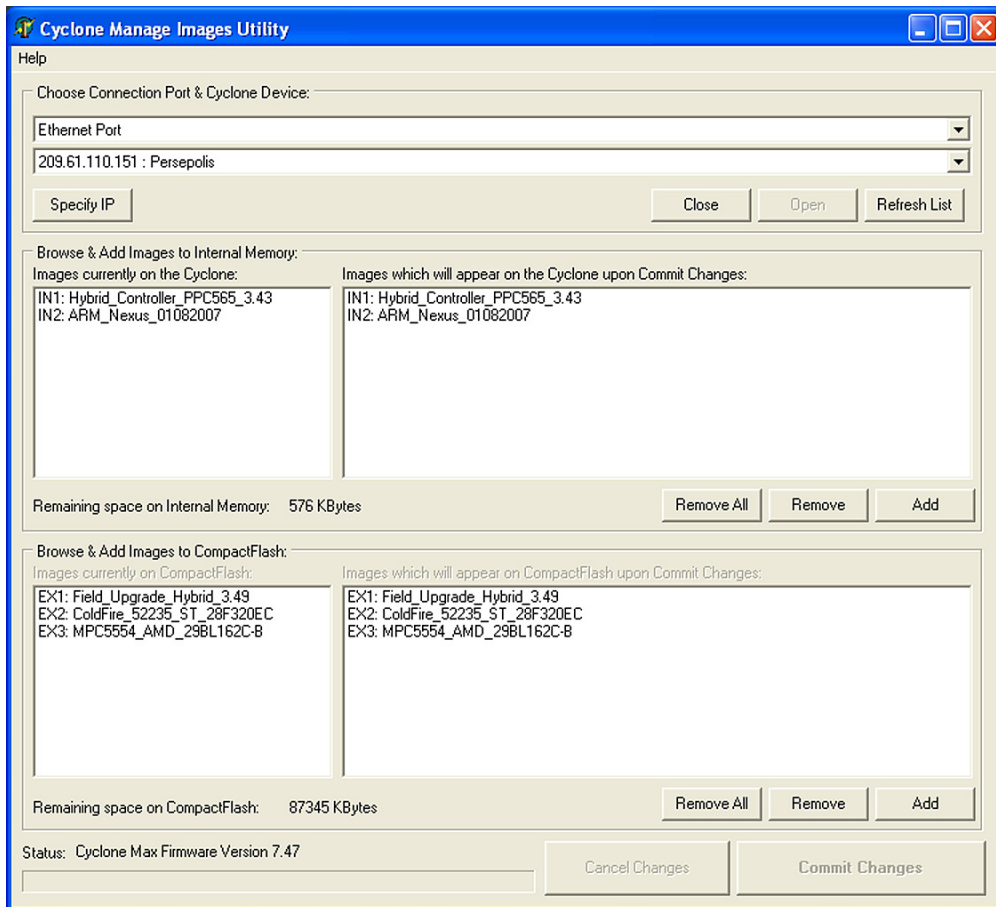 Cyclone Manage Images Utility
Help
Choose Connection Port & Cyclone Device:
Ethernet Port
209.61.110.151 : Persepolis
Specify IP
Close
Open
Refresh List
Browse & Add Images to Internal Memory:
Images currently on the Cyclone:
Images which will appear on the Cyclone upon Commit Changes:
IN1: Hybrid_Controller_PPC565_3.43
IN2: ARM_Nexus_01082007
IN1: Hybrid_Controller_PPC565_3.43
IN2: ARM_Nexus_01082007
Remaining space on Internal Memory: 576 KBytes
Remove All
Remove
Add
Browse & Add Images to CompactFlash:
Images currently on CompactFlash:
Images which will appear on CompactFlash upon Commit Changes:
EX1: Field_Upgrade_Hybrid_3.49
EX2: ColdFire_52235_ST_28F320EC
EX3: MPC5554_AMD_29BL162C-B
EX1: Field_Upgrade_Hybrid_3.49
EX2: ColdFire_52235_ST_28F320EC
EX3: MPC5554_AMD_29BL162C-B
Remaining space on CompactFlash: 87345 KBytes
Remove All
Remove
Add
Status: Cyclone Max Firmware Version 7.47
Cancel Changes
Commit Changes